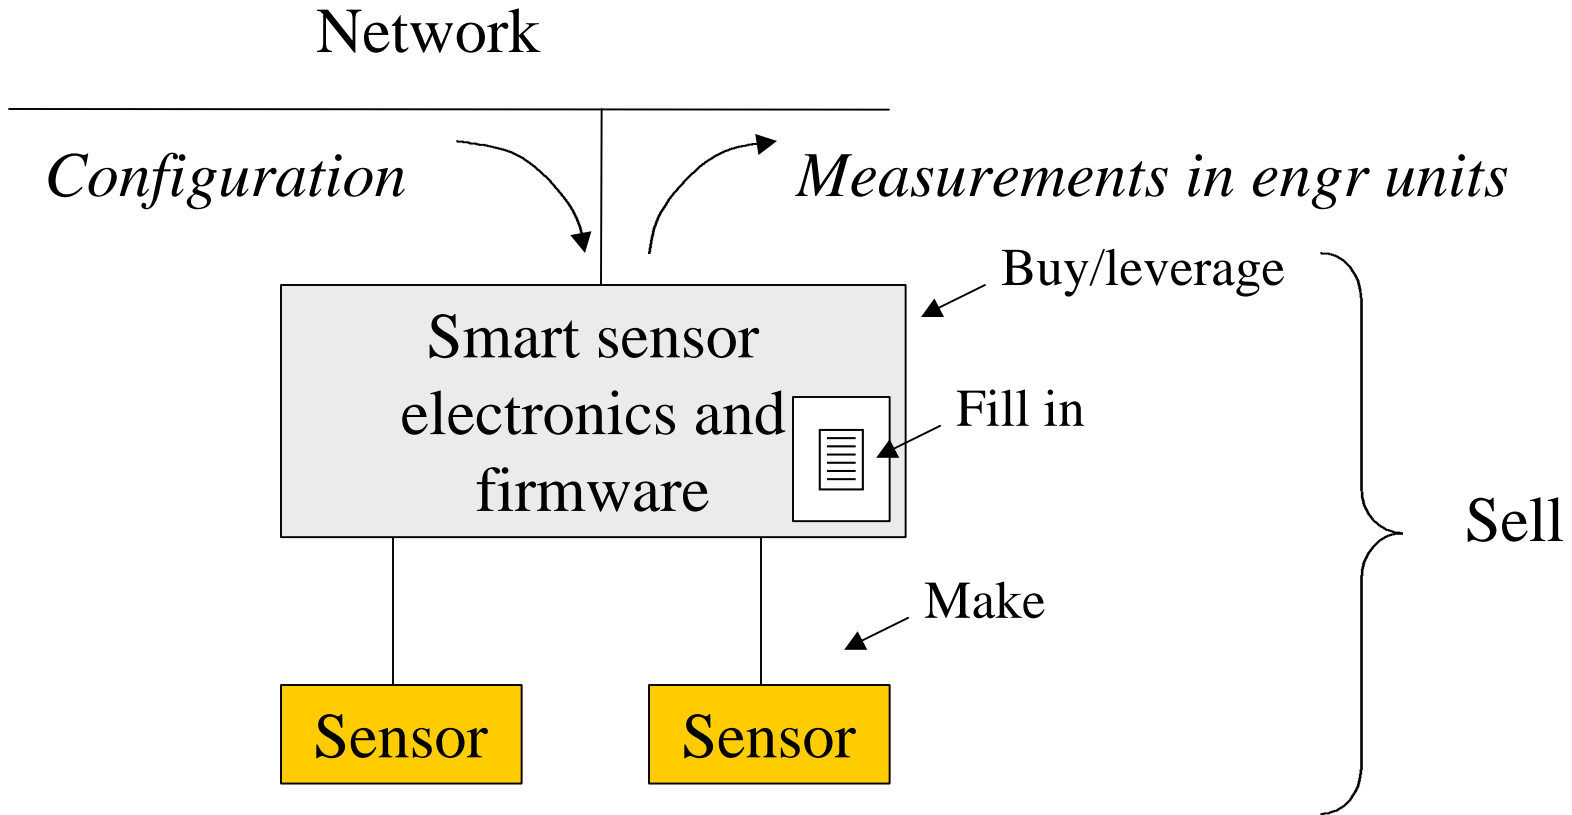 Network
Configuration
Measurements in engr units
Buy/leverage
Smart sensor
electronics and
firmware
Fill in
Sell
Make
Sensor
Sensor